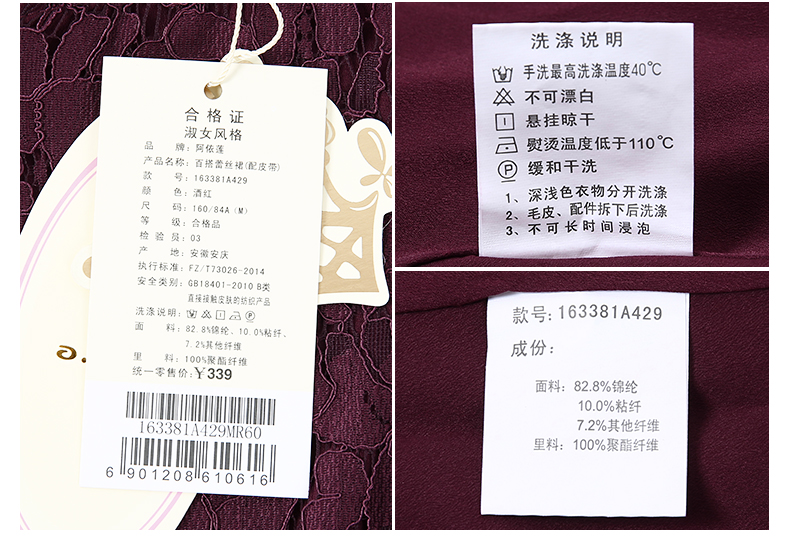 合格证
淑女风格
品 牌：阿依莲
产品名称：百搭蕾丝裙(配皮带)
款 号：163381A429
颜 色：酒红
尺 码：160/84A（M）
等 级：合格品
检 验 员：03
产 地：安徽安庆
执行标准：FZ/T73026-2014
安全类别：GB18401-2010 B类
直接接触皮肤的纺织产品
洗涤说明：
面 料：82.8%锦纶、10.0%粘纤、
7.2%其他纤维
里 料：100%聚酯纤维
统一零售价：￥339
163381A429MR60
6 901208 610616
洗涤说明
手洗最高洗涤温度40℃
不可漂白
悬挂晾干
熨烫温度低于110℃
缓和干洗
1、深浅色衣物分开洗涤
2、毛皮、配件拆下后洗涤
3、不可长时间浸泡
款号：163381A429
成份：
面料：82.8%锦纶
10.0%粘纤
7.2%其他纤维
里料：100%聚酯纤维